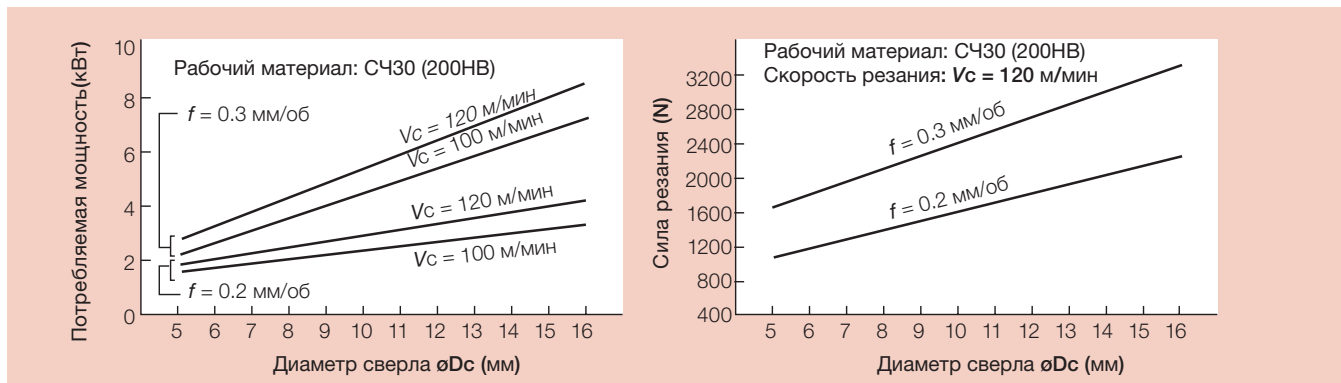 Потребляемая мощность(кВт)
10
8
6
4
2
0
Рабочий материал: СЧ30 (200НВ)
f = 0.3 мм/об
Vc = 120 м/мин
Vc = 100 м/мин
Vc = 120 м/мин
Vc = 100 м/мин
f = 0.2 мм/об
5 6 7 8 9 10 11 12 13 14 15 16
Диаметр сверла øDc (мм)
Сила резания (N)
3200
2800
2400
2000
1600
1200
800
400
Рабочий материал: СЧ30 (200НВ)
Скорость резания: Vc = 120 м/мин
f = 0.3 мм/об
f = 0.2 мм/об
5 6 7 8 9 10 11 12 13 14 15 16
Диаметр сверла øDc (мм)